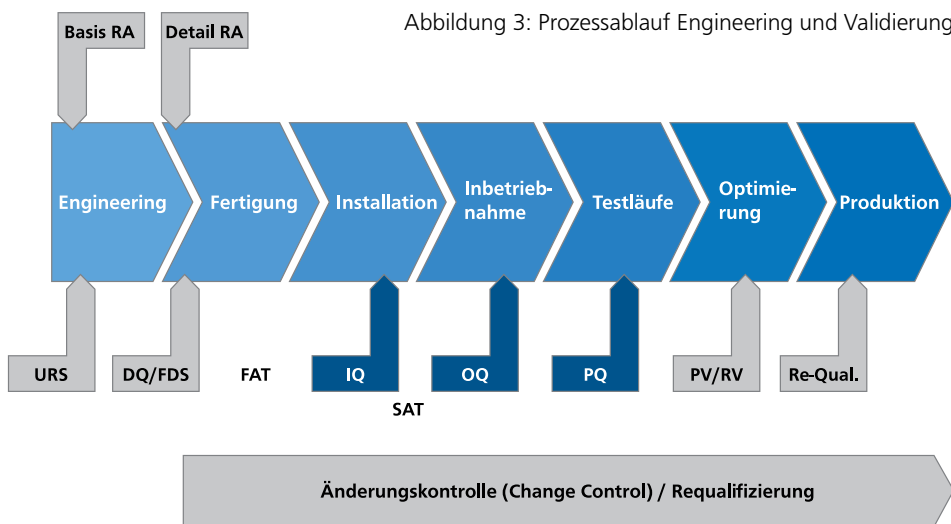 Abbildung 3: Prozessablauf Engineering und Validierung
Basis RA
Detail RA
Engineering
Fertigung
Installation
Inbetrieb-
nahme
Testläufe
Optimie-
rung
Produktion
URS
DQ/FDS
FAT
IQ
OQ
PQ
PV/RV
Re-Qual.
SAT
Änderungskontrolle (Change Control) / Requalifizierung